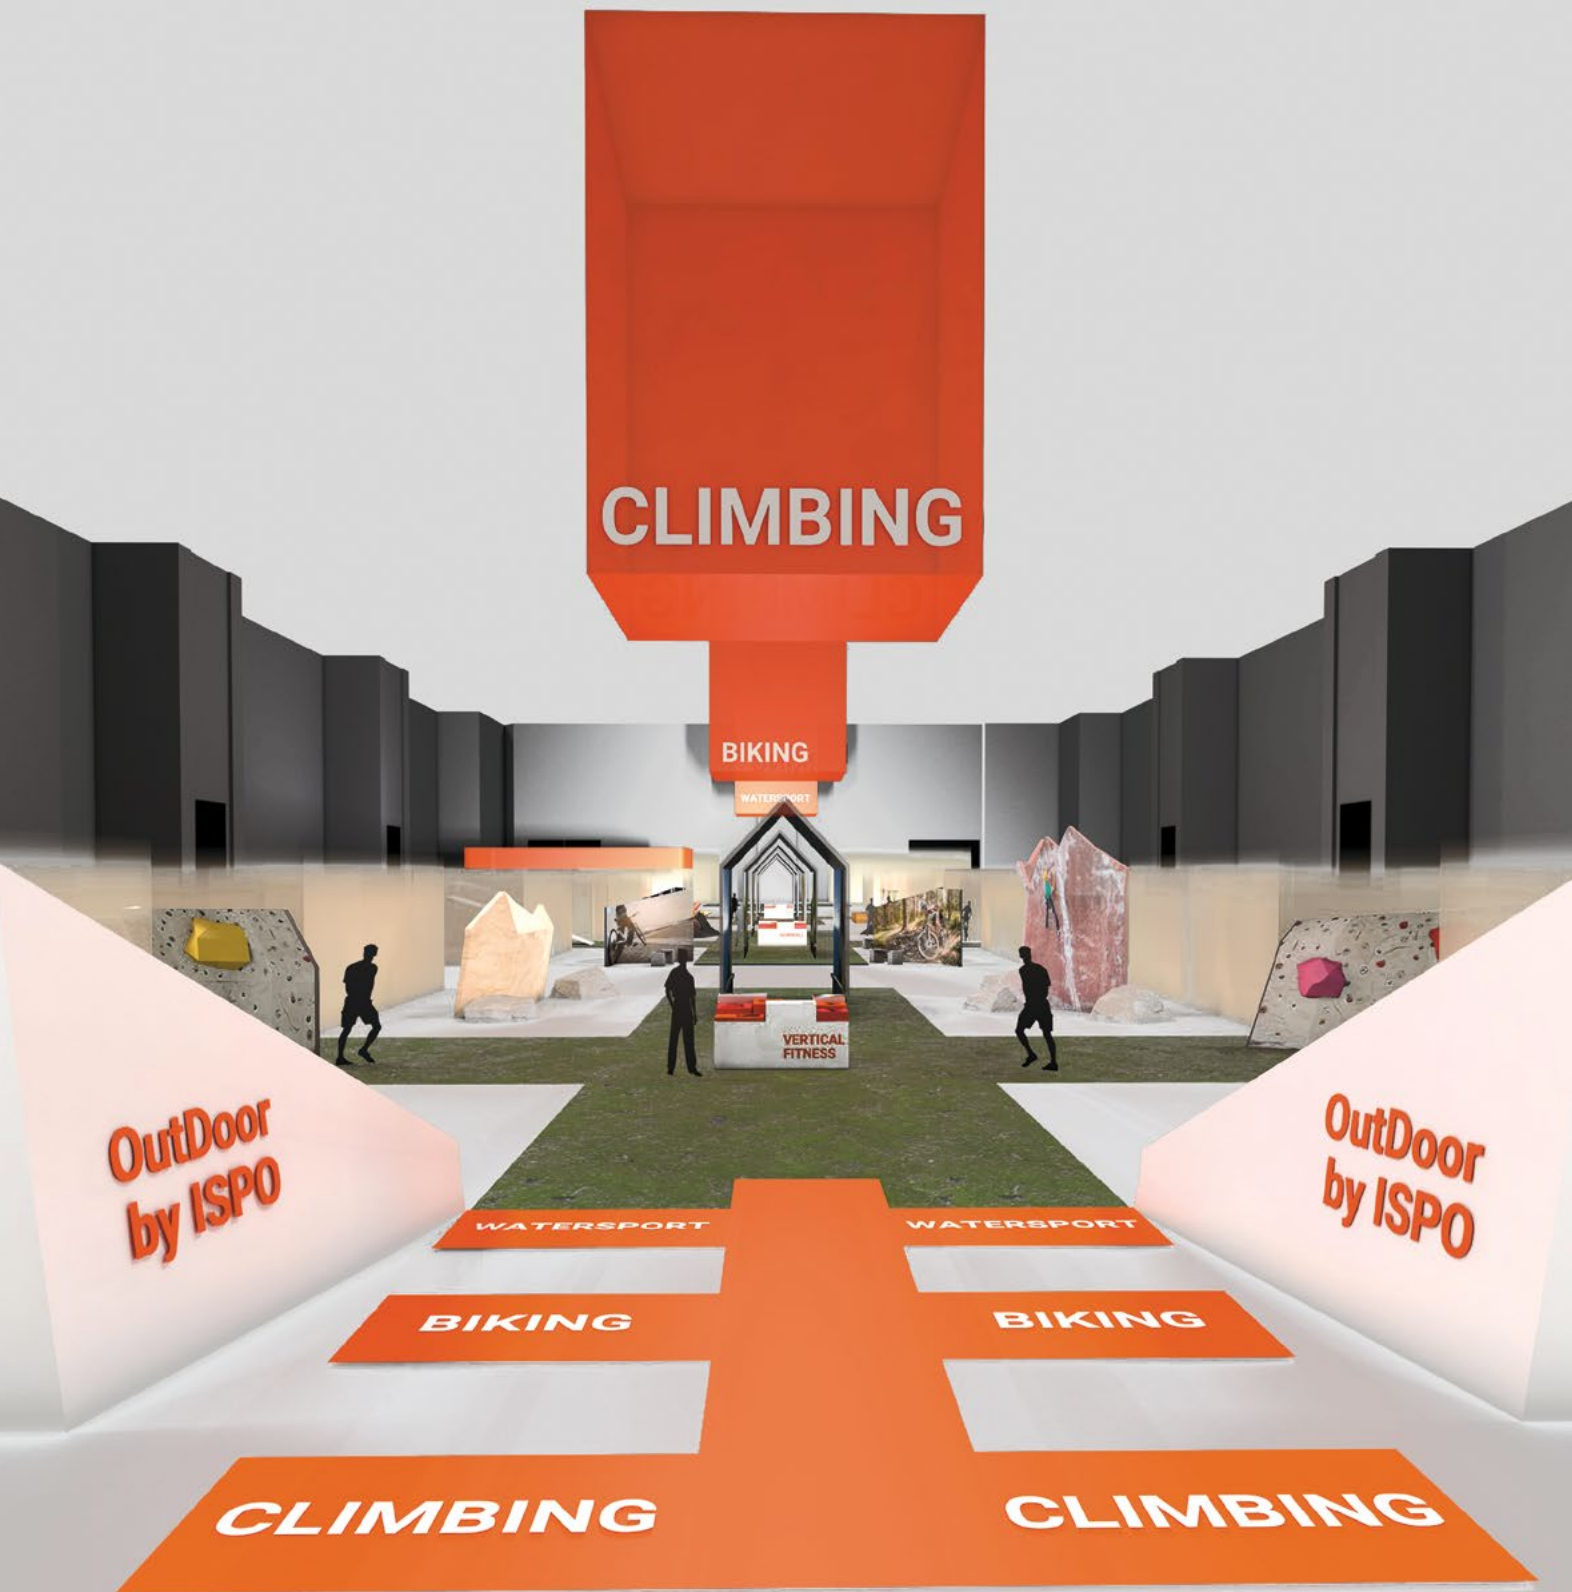 CLIMBING
BIKING
WATERSPORT
VERTICAL
FITNESS
OutDoor
by ISPO
OutDoor
by ISPO
WATERSPORT WATERSPORT
BIKING BIKING
CLIMBING CLIMBING